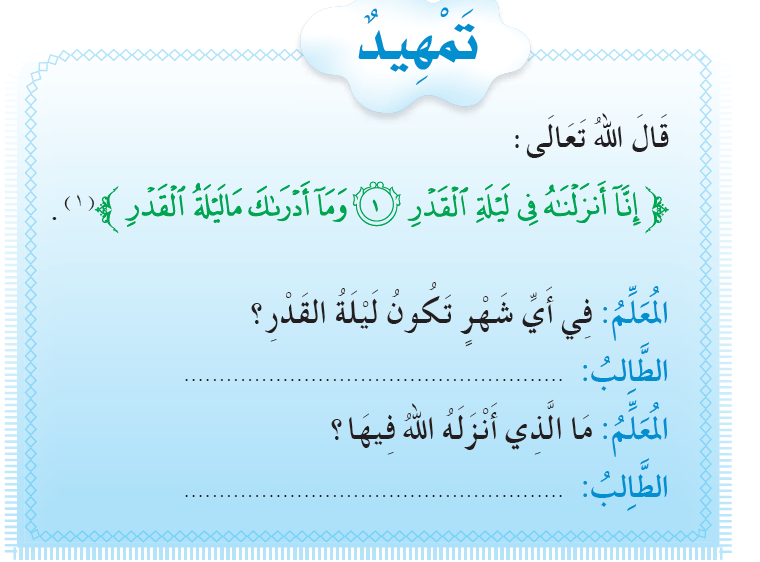 تَمْهِيدٌ
قَالَ اللهُ تَعَالَى :
﴿ إِنَّآ أَنزَلْنَٰهُ فِى لَيْلَةِ ٱلْقَدْرِ ١ وَمَآ أَدْرَىٰكَ مَا لَيْلَةُ ٱلْقَدْرِ ﴾ (١) .
المُعَلِّمُ: فِي أَيِّ شَهْرٍ تَكُونُ لَيْلَةُ القَدْرِ؟
الطَّالِبُ: ......................................................
المُعَلِّمُ: مَا الَّذِي أَنْزَلَهُ اللهُ فِيهَا؟
الطَّالِبُ: ......................................................